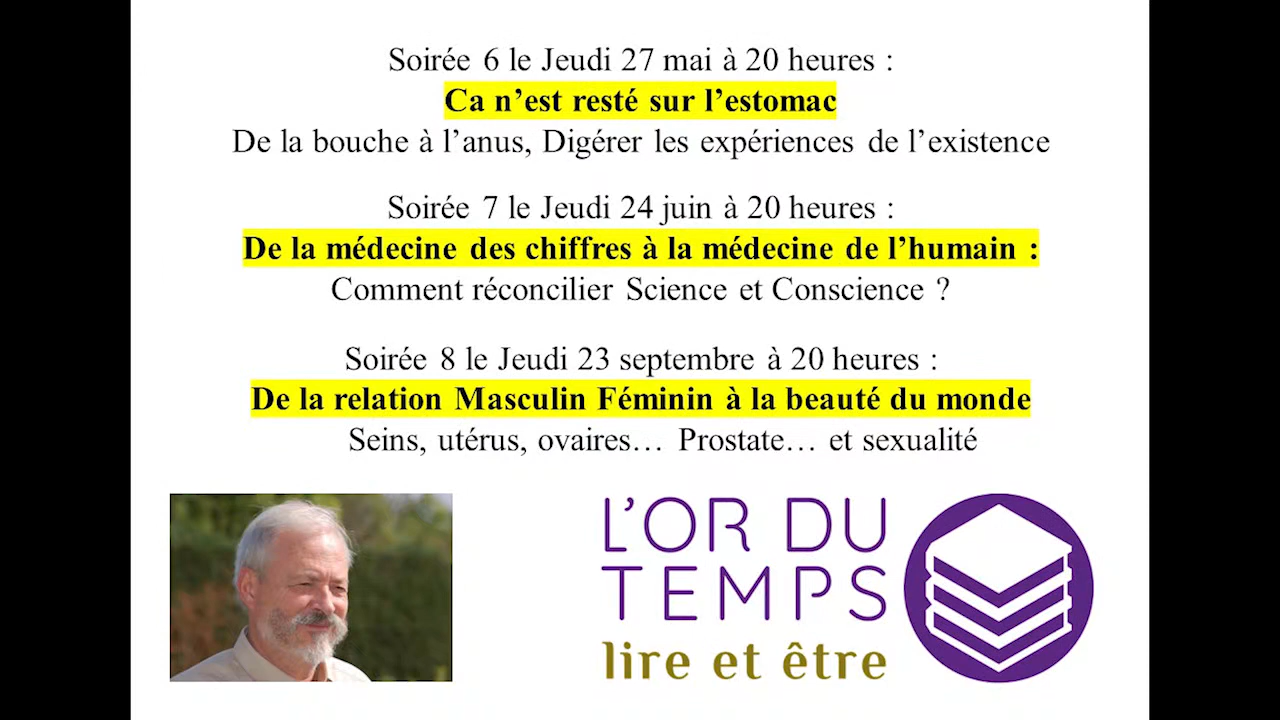 Soirée 6 le Jeudi 27 mai à 20 heures :
Ca n’est resté sur l’estomac
De la bouche à l’anus, Digérer les expériences de l’existence
Soirée 7 le Jeudi 24 juin à 20 heures :
De la médecine des chiffres à la médecine de l’humain :
Comment réconcilier Science et Conscience ?
Soirée 8 le Jeudi 23 septembre à 20 heures :
De la relation Masculin Féminin à la beauté du monde
Seins, utérus, ovaires… Prostate… et sexualité
L’OR DU
TEMPS
lire et être